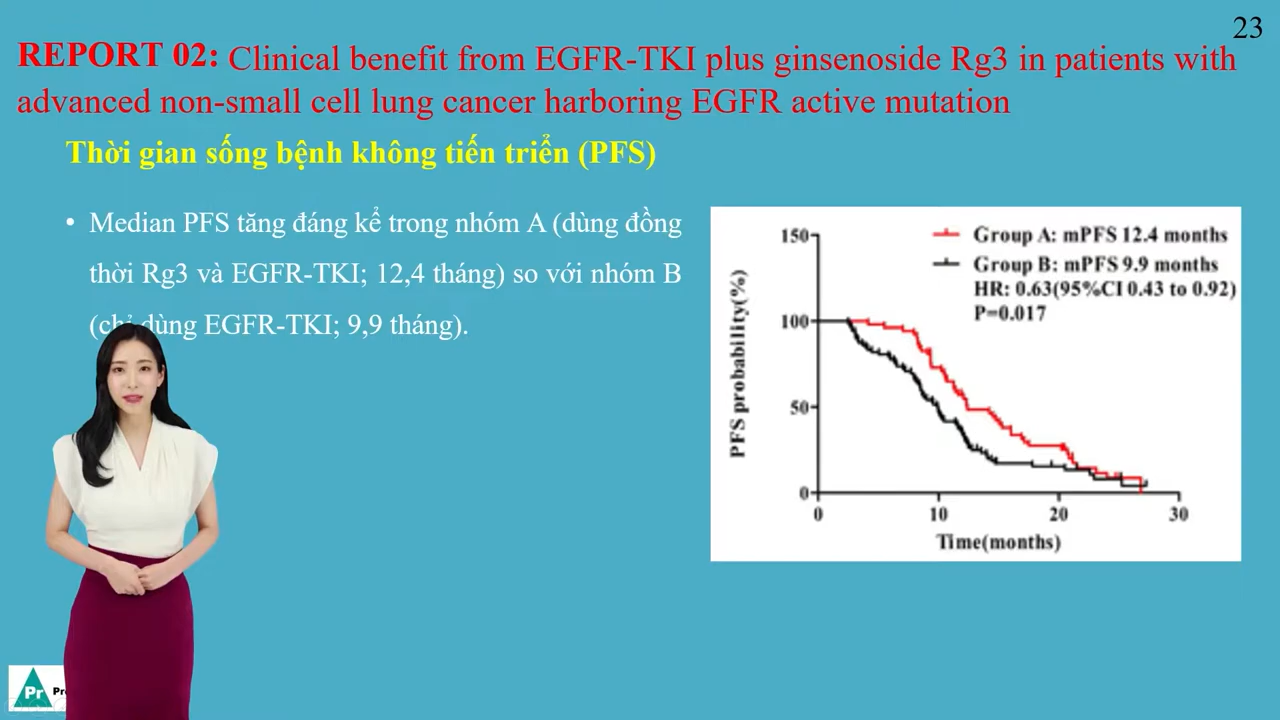 23
REPORT 02: Clinical benefit from EGFR-TKI plus ginsenoside Rg3 in patients with
advanced non-small cell lung cancer harboring EGFR active mutation
Thời gian sống bệnh không tiến triển (PFS)
• Median PFS tăng đáng kể trong nhóm A (dùng đồng
thời Rg3 và EGFR-TKI; 12,4 tháng) so với nhóm B
(chỉ dùng EGFR-TKI; 9,9 tháng).
Group A: mPFS 12.4 months
Group B: mPFS 9.9 months
HR: 0.63(95%CI 0.43 to 0.92)
P=0.017
PFS probability(%)
150
100
50
0
0 10 20 30
Time(months)
Pr